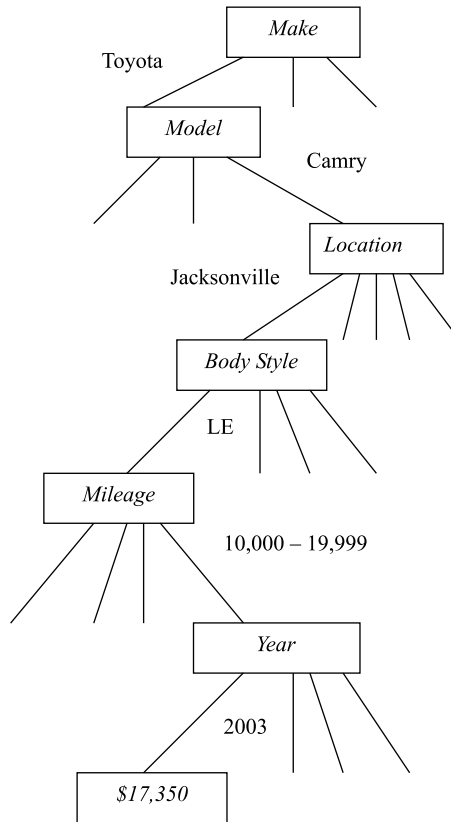 Make
Toyota
Model
Camry
Location
Jacksonville
Body Style
LE
Mileage
10,000 – 19,999
Year
2003
$17,350